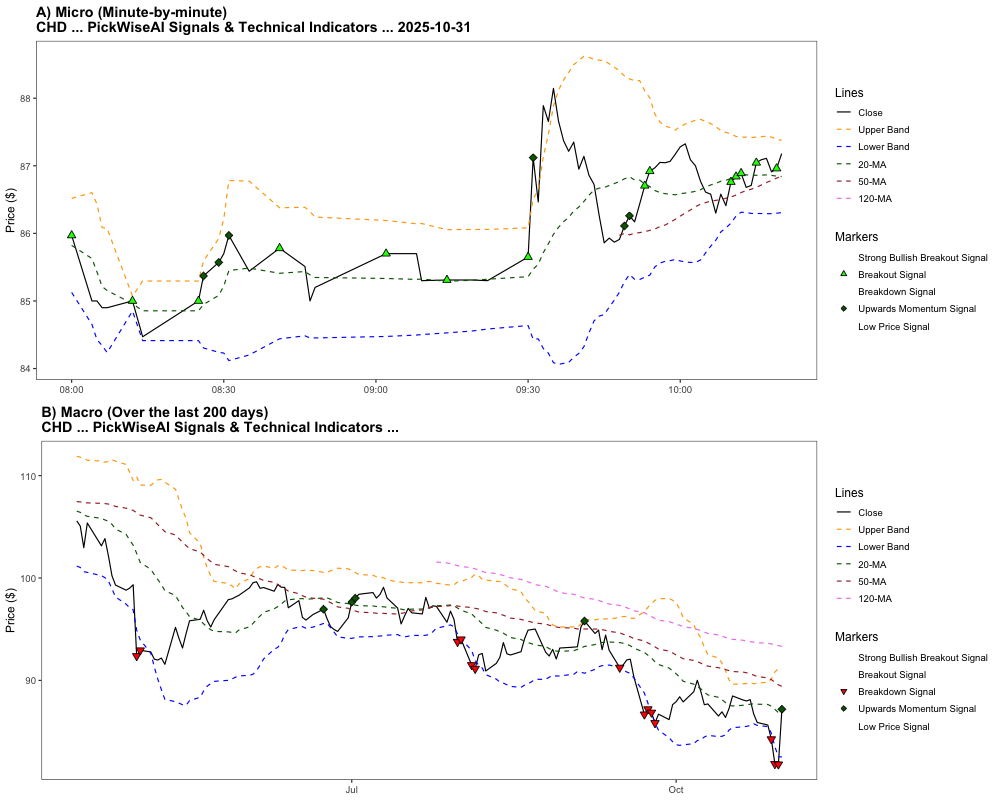 A) Micro (Minute-by-minute)
CHD ... PickWiseAI Signals & Technical Indicators ... 2025-10-31
Price ($)
88
87
86
85
84
08:00
08:30
09:00
09:30
10:00
Lines
Close
Upper Band
Lower Band
20-MA
50-MA
120-MA
Markers
Strong Bullish Breakout Signal
Breakout Signal
Breakdown Signal
Upwards Momentum Signal
Low Price Signal
B) Macro (Over the last 200 days)
CHD ... PickWiseAI Signals & Technical Indicators ...
Price ($)
110
100
90
Jul
Oct
Lines
Close
Upper Band
Lower Band
20-MA
50-MA
120-MA
Markers
Strong Bullish Breakout Signal
Breakout Signal
Breakdown Signal
Upwards Momentum Signal
Low Price Signal